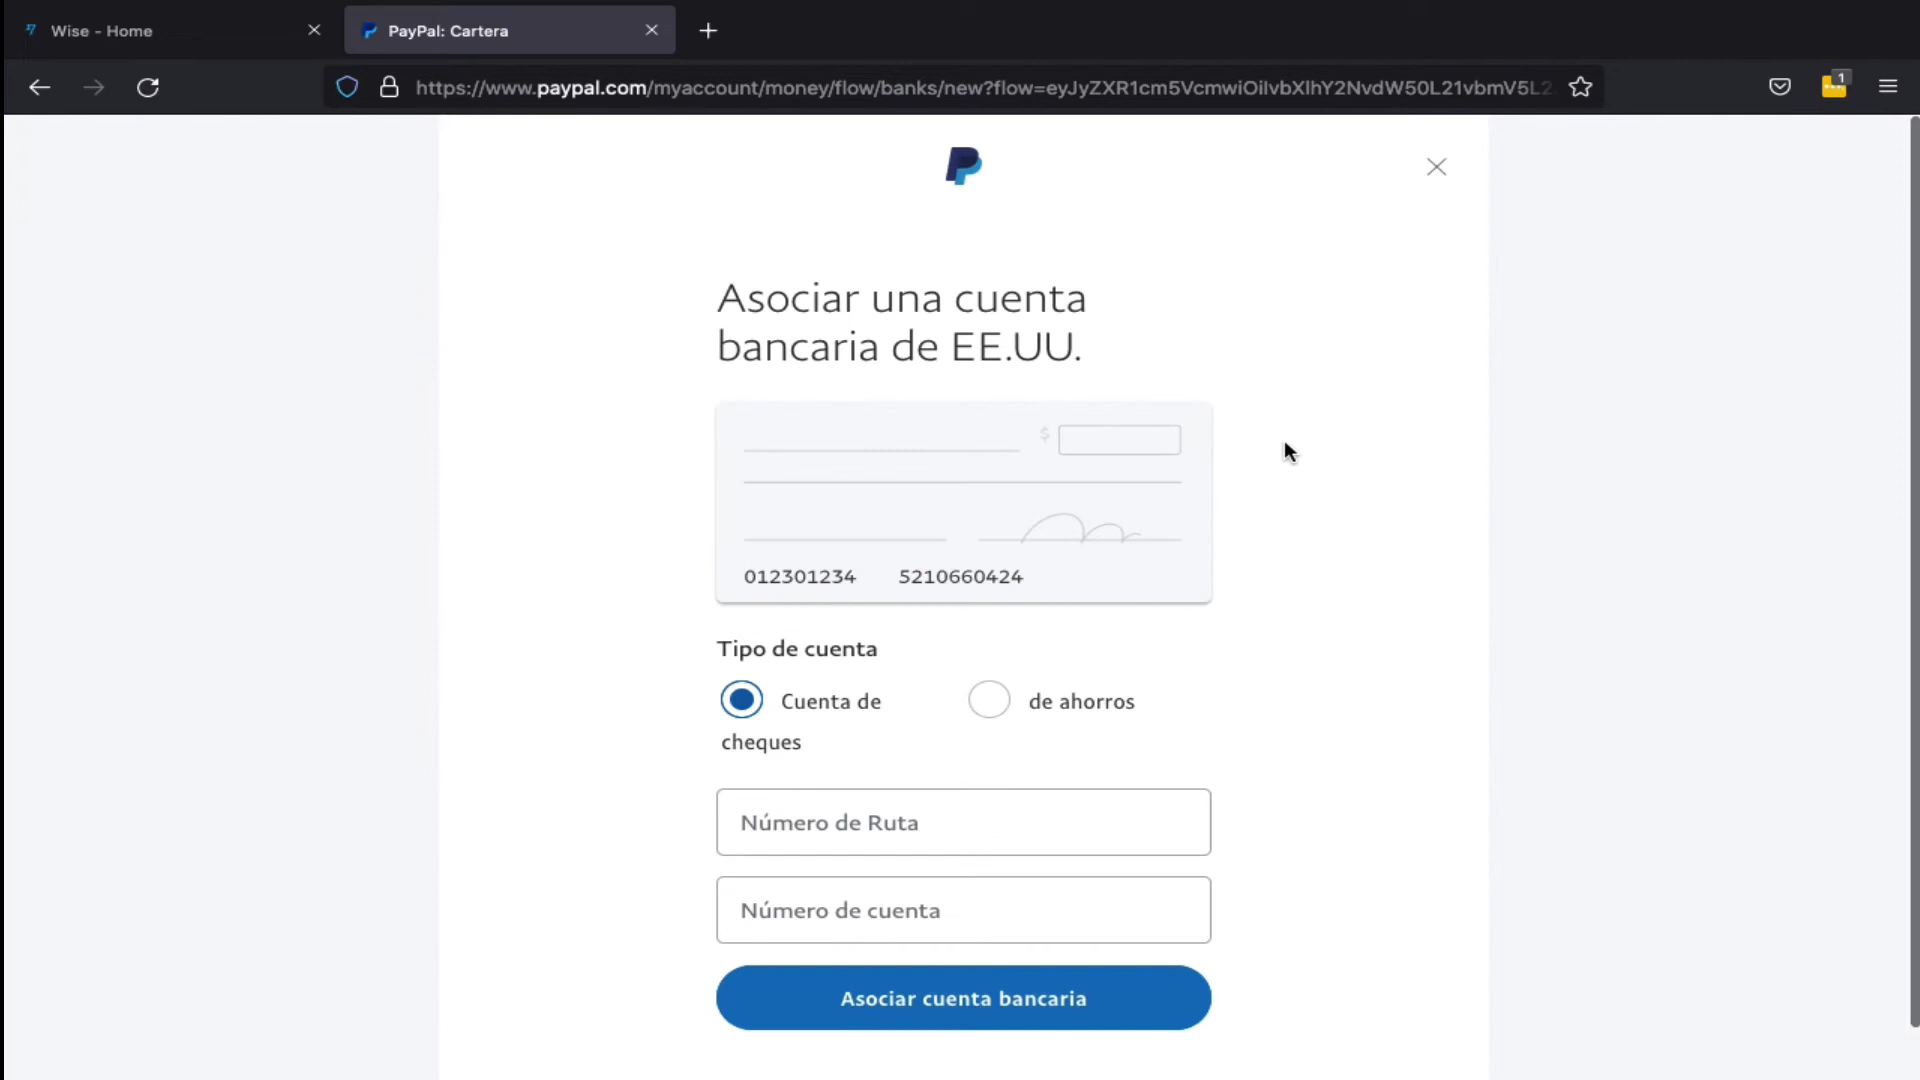 Wise - Home
PayPal: Cartera
1
https://www.paypal.com/myaccount/money/flow/banks/new?flow=eyJyZXR1cm5VcmwiOiIvbXlhY2NvdW50L21vbmV5L2
Asociar una cuenta
bancaria de EE.UU.
$
012301234 5210660424
Tipo de cuenta
Cuenta de
cheques
de ahorros
Número de Ruta
Número de cuenta
Asociar cuenta bancaria